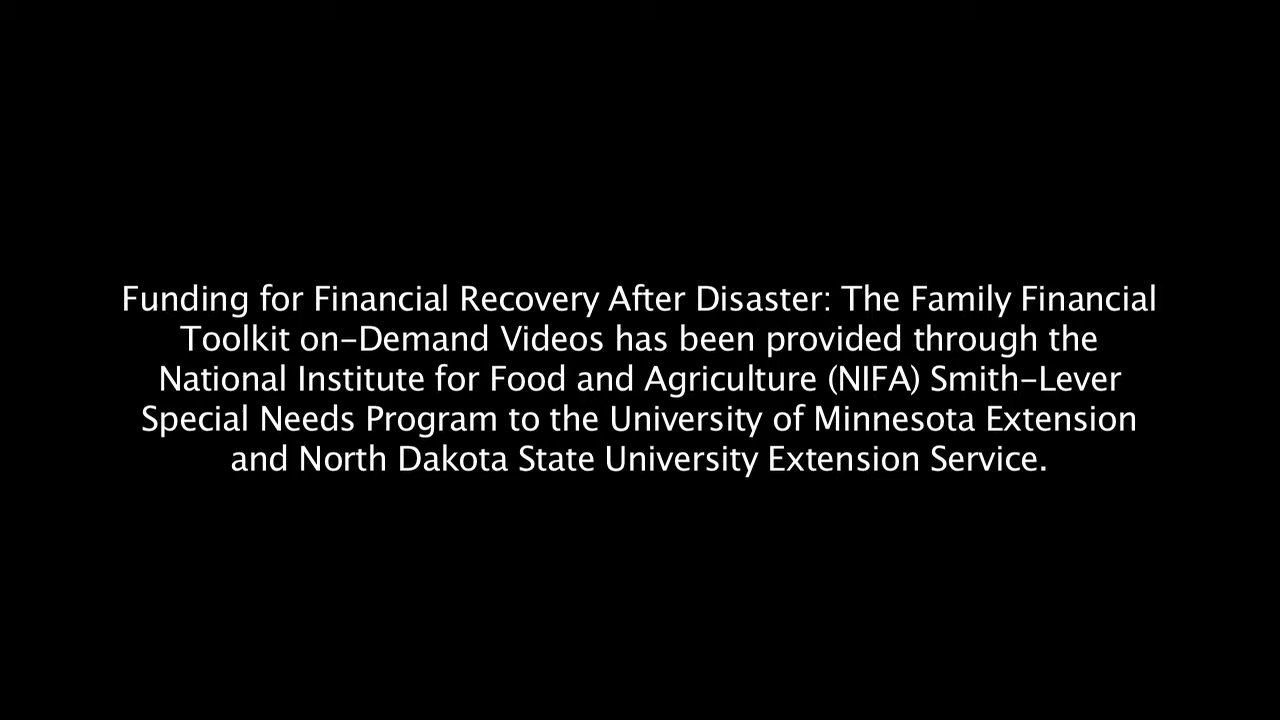 Funding for Financial Recovery After Disaster: The Family Financial
Toolkit on-Demand Videos has been provided through the
National Institute for Food and Agriculture (NIFA) Smith-Lever
Special Needs Program to the University of Minnesota Extension
and North Dakota State University Extension Service.